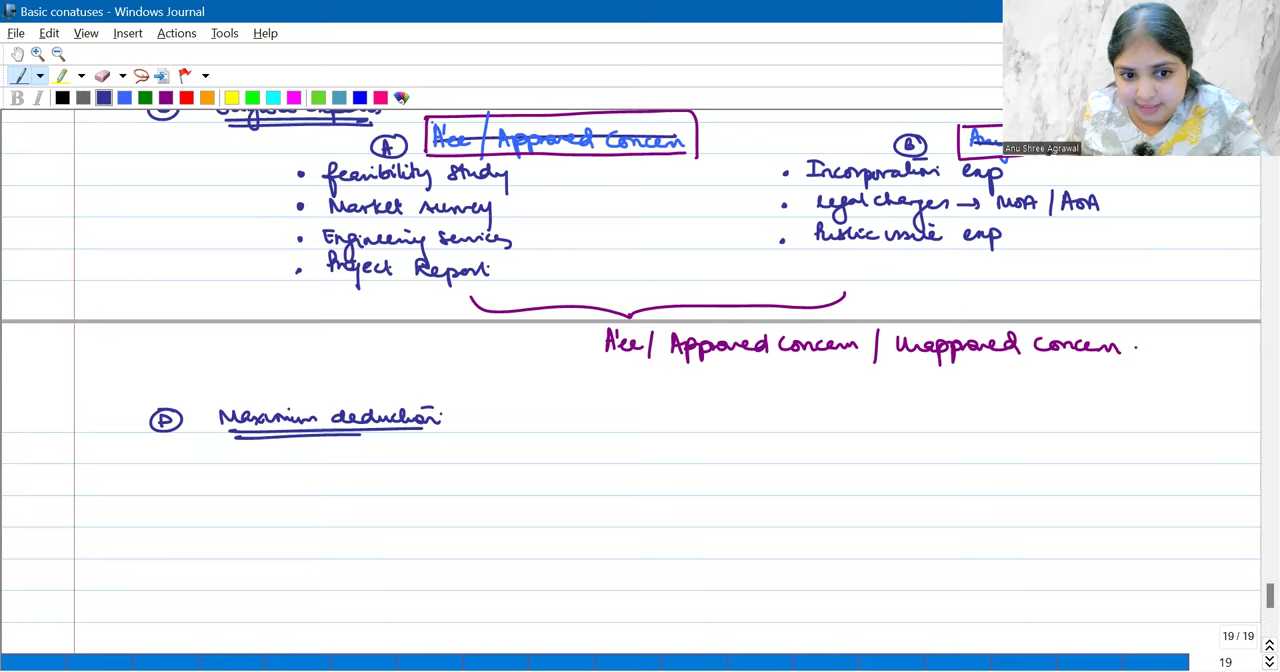 Basic conatuses - Windows Journal
File Edit View Insert Actions Tools Help
B I
Anu Shree Agrawal
A A'ee / Approved Concern B
• feasibility study • Incorporation exp
• Market survey • legal charges → MOA / AOA
• Engineering services • Public issue exp
• Project Report
A'ee / Approved Concern / Unapproved Concern.
D Maximum deduction
19 / 19
19